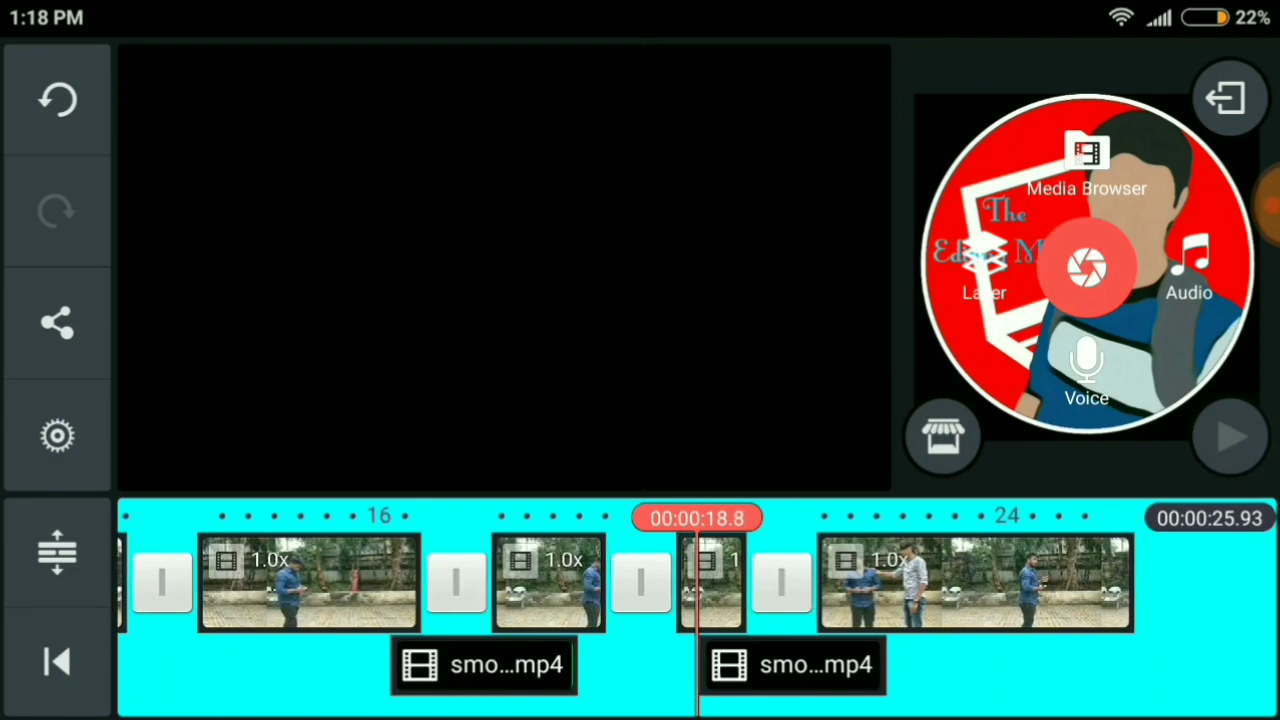 1:18 PM
22%
Media Browser
The
Layer
Audio
Voice
16
00:00:18.8
24
00:00:25.93
1.0x
1.0x
1
1.0x
smo...mp4
smo...mp4